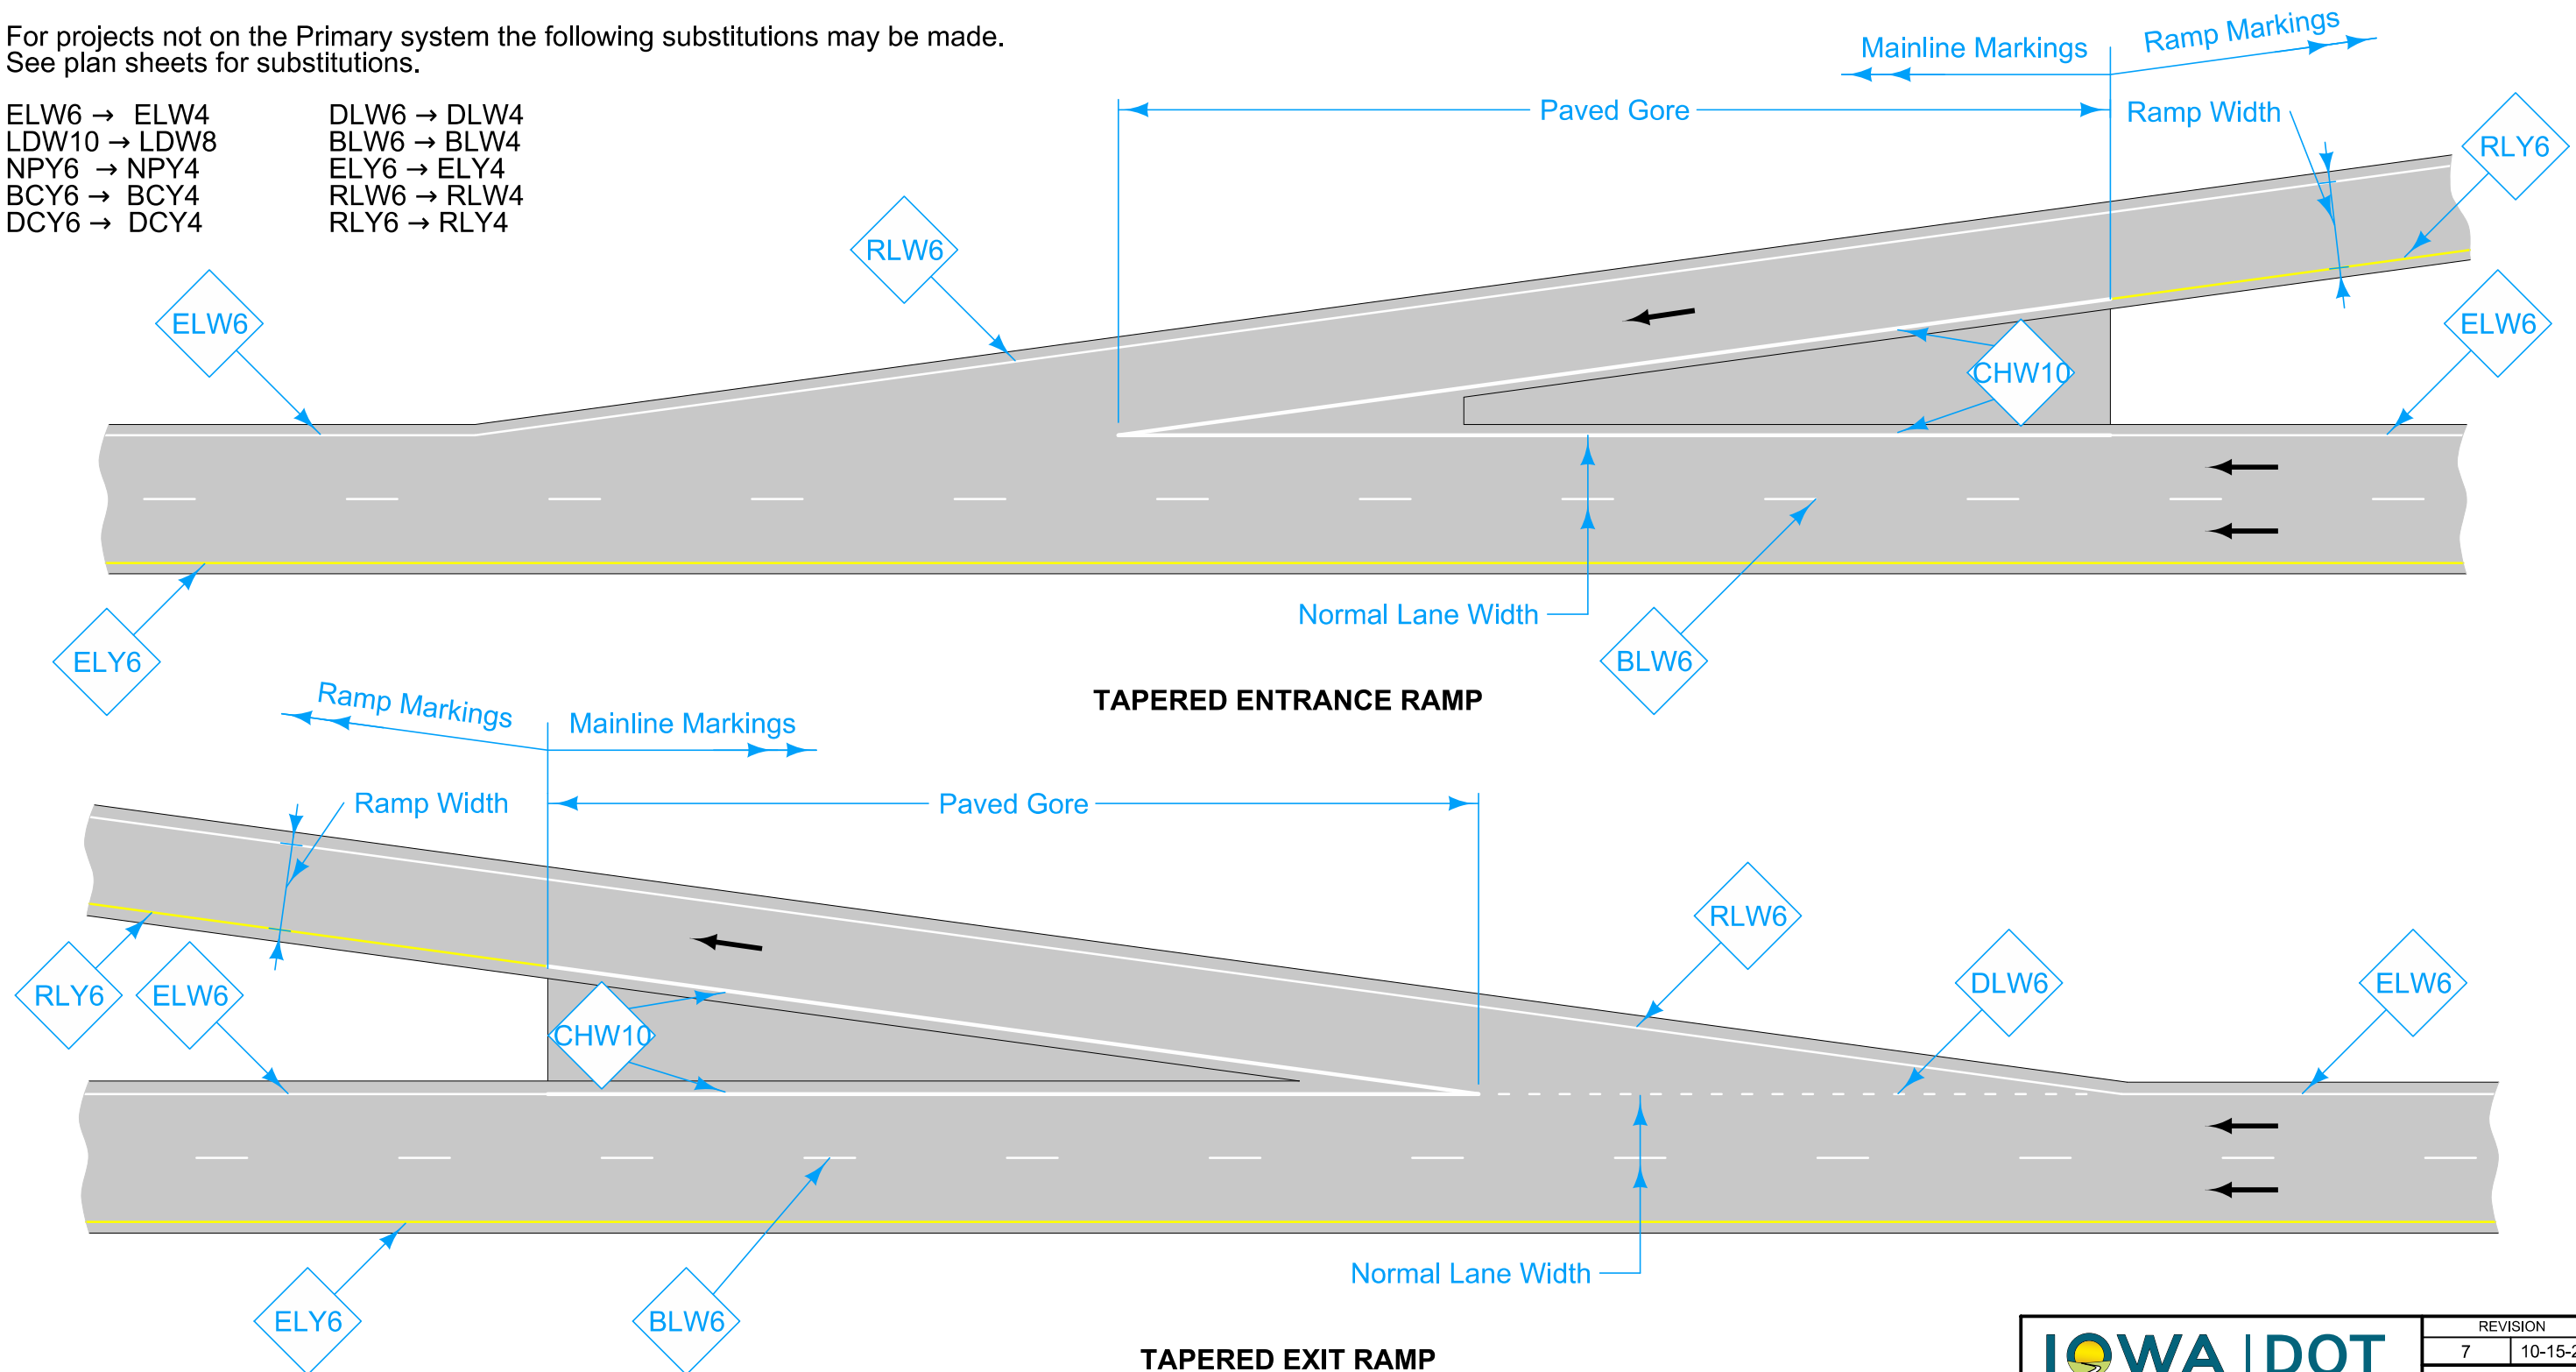 For projects not on the Primary system the following substitutions may be made.
See plan sheets for substitutions.
ELW6 → ELW4
LDW10 → LDW8
NPY6 → NPY4
BCY6 → BCY4
DCY6 → DCY4
DLW6 → DLW4
BLW6 → BLW4
ELY6 → ELY4
RLW6 → RLW4
RLY6 → RLY4
Mainline Markings
Ramp Markings
Paved Gore
Ramp Width
RLY6
RLW6
ELW6
ELW6
CHW10
Normal Lane Width
ELY6
BLW6
TAPERED ENTRANCE RAMP
Ramp Markings
Mainline Markings
Ramp Width
Paved Gore
RLW6
RLY6
ELW6
DLW6
ELW6
CHW10
Normal Lane Width
ELY6
BLW6
TAPERED EXIT RAMP
IOWA | DOT
REVISION
7
10-15-2